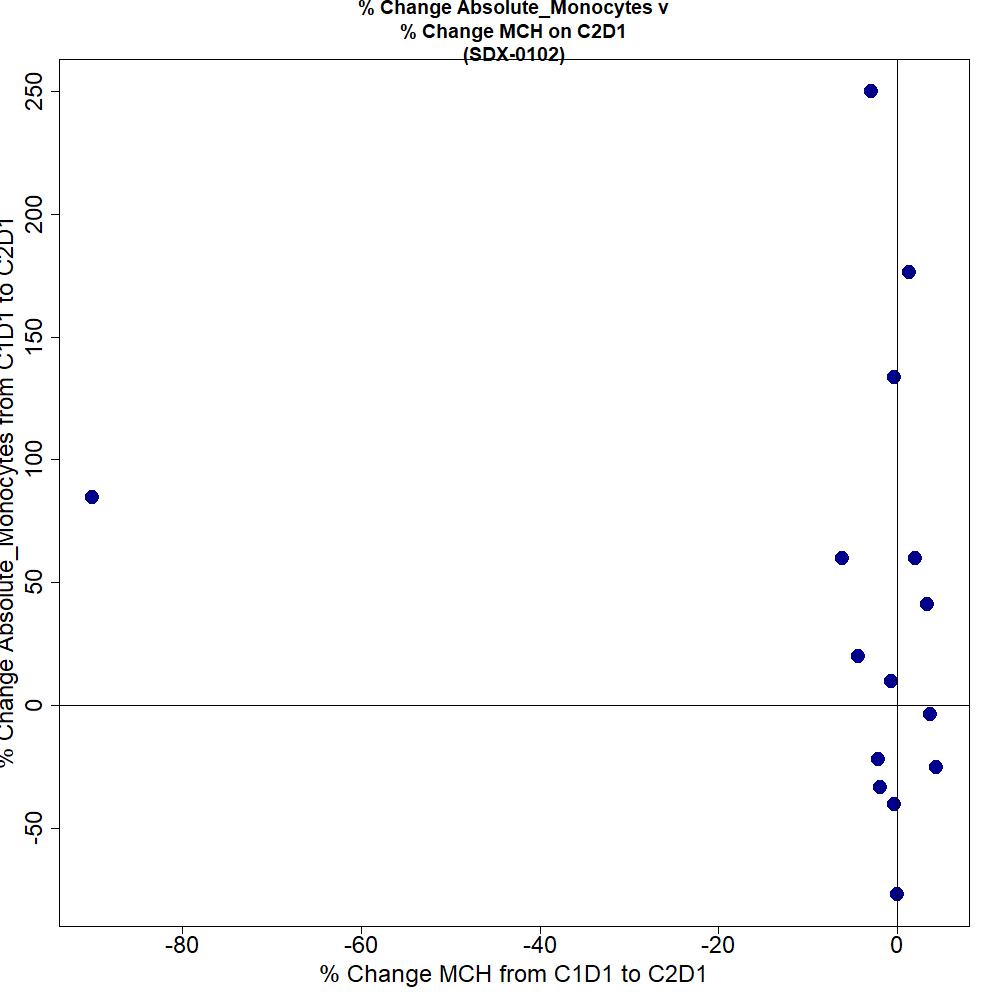 % Change Absolute_Monocytes v
% Change MCH on C2D1
(SDX-0102)
% Change Absolute_Monocytes from C1D1 to C2D1
250
200
150
100
50
0
-50
-80
-60
-40
-20
0
% Change MCH from C1D1 to C2D1